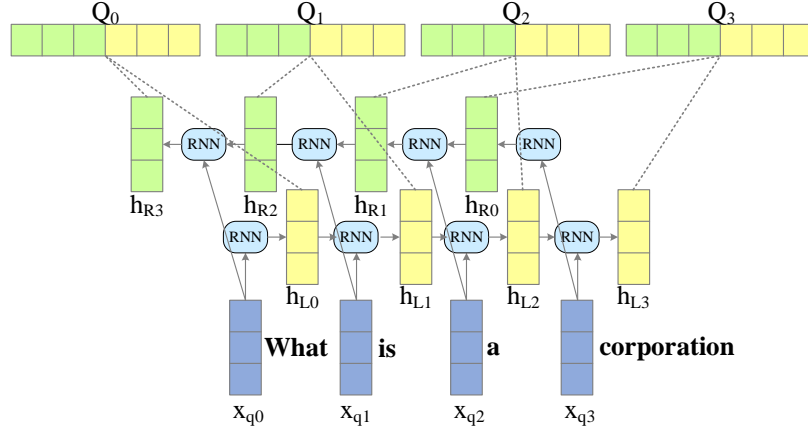 Q0 Q1 Q2 Q3
RNN RNN RNN RNN
hR3 hR2 hR1 hR0
RNN RNN RNN RNN
hL0 hL1 hL2 hL3
What is a corporation
xq0 xq1 xq2 xq3